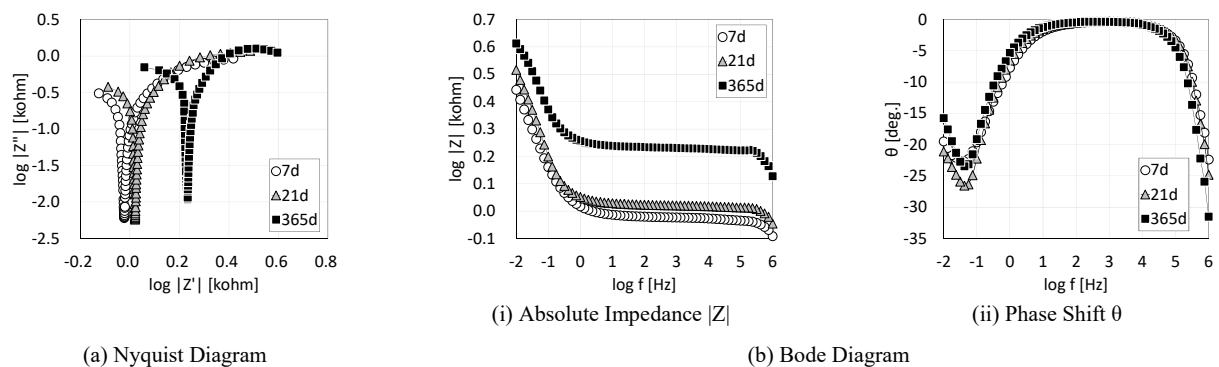 0.5
0.0
-0.5
-1.0
-1.5
-2.0
-2.5
log |Z"| [kohm]
-0.2 0.0 0.2 0.4 0.6 0.8
log |Z'| [kohm]
7d
21d
365d
(a) Nyquist Diagram
0.7
0.6
0.5
0.4
0.3
0.2
0.1
0.0
-0.1
log |Z| [kohm]
-2 -1 0 1 2 3 4 5 6
log f [Hz]
7d
21d
365d
(i) Absolute Impedance |Z|
0
-5
-10
-15
-20
-25
-30
-35
θ [deg.]
-2 -1 0 1 2 3 4 5 6
log f [Hz]
7d
21d
365d
(ii) Phase Shift θ
(b) Bode Diagram